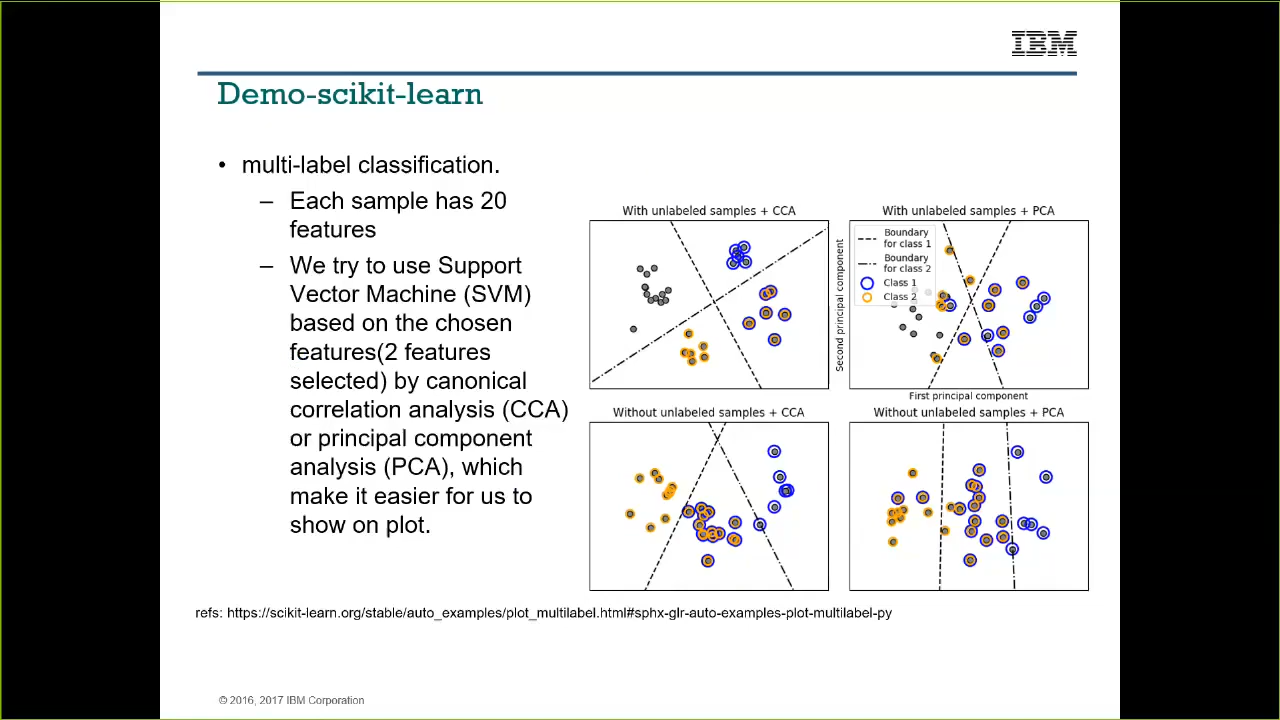 IBM
Demo-scikit-learn
• multi-label classification.
– Each sample has 20
features
– We try to use Support
Vector Machine (SVM)
based on the chosen
features(2 features
selected) by canonical
correlation analysis (CCA)
or principal component
analysis (PCA), which
make it easier for us to
show on plot.
With unlabeled samples + CCA
With unlabeled samples + PCA
Second principal component
Boundary
for class 1
Boundary
for class 2
Class 1
Class 2
First principal component
Without unlabeled samples + CCA
Without unlabeled samples + PCA
refs: https://scikit-learn.org/stable/auto_examples/plot_multilabel.html#sphx-glr-auto-examples-plot-multilabel-py
© 2016, 2017 IBM Corporation